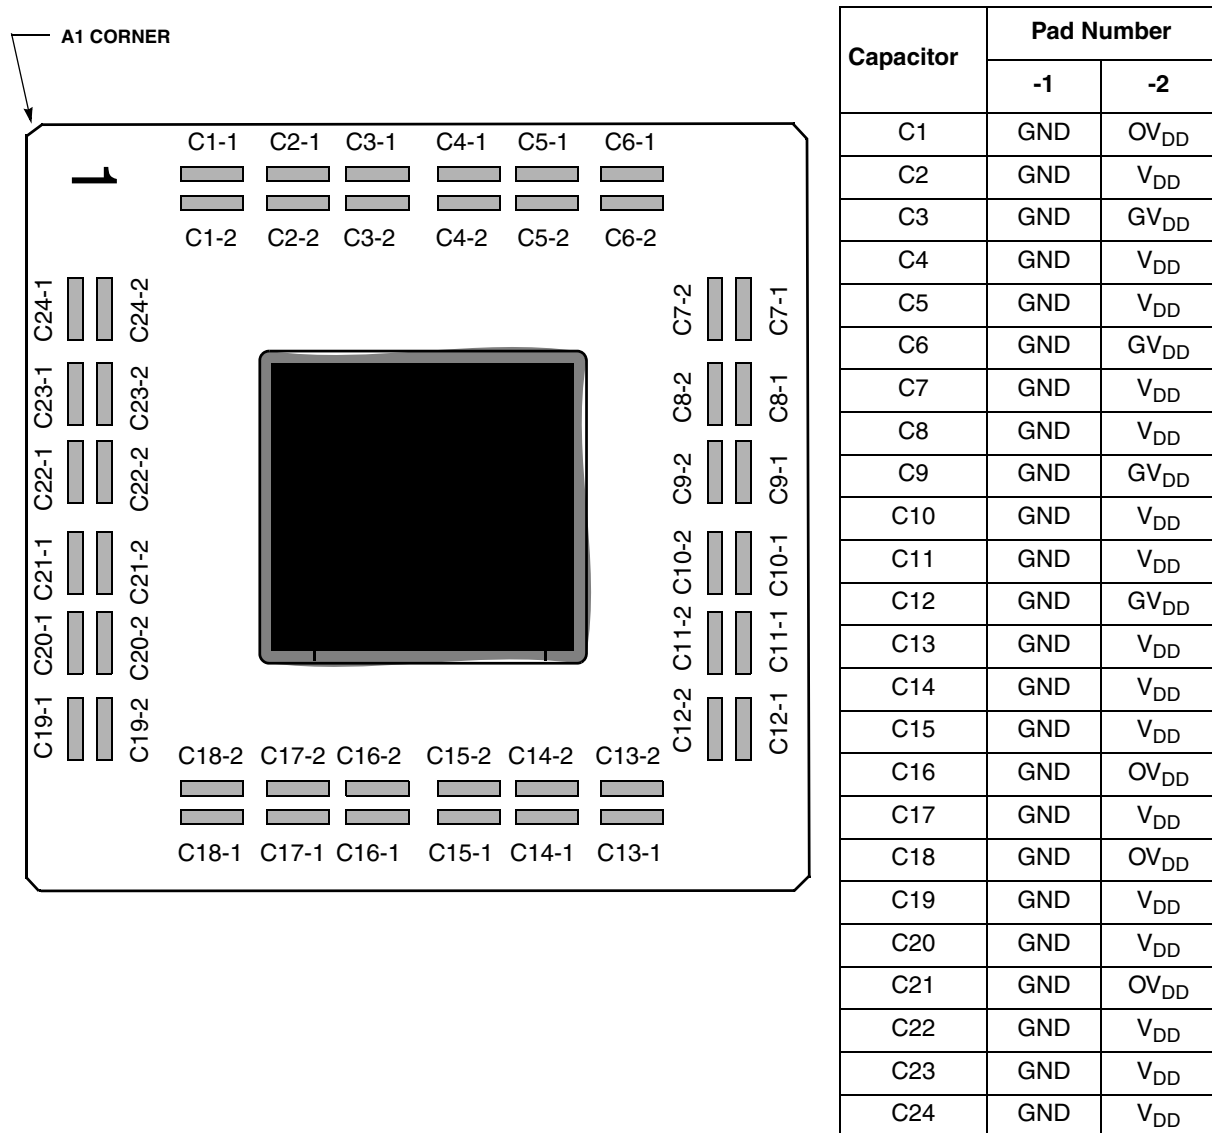 A1 CORNER
1
C1-1 C2-1 C3-1 C4-1 C5-1 C6-1
C1-2 C2-2 C3-2 C4-2 C5-2 C6-2
C24-1 C24-2 C7-2 C7-1
C23-1 C23-2 C8-2 C8-1
C22-1 C22-2 C9-2 C9-1
C21-1 C21-2 C10-2 C10-1
C20-1 C20-2 C11-2 C11-1
C19-1 C19-2 C12-2 C12-1
C18-2 C17-2 C16-2 C15-2 C14-2 C13-2
C18-1 C17-1 C16-1 C15-1 C14-1 C13-1
Capacitor Pad Number
-1 -2
C1 GND OVDD
C2 GND VDD
C3 GND GVDD
C4 GND VDD
C5 GND VDD
C6 GND GVDD
C7 GND VDD
C8 GND VDD
C9 GND GVDD
C10 GND VDD
C11 GND VDD
C12 GND GVDD
C13 GND VDD
C14 GND VDD
C15 GND VDD
C16 GND OVDD
C17 GND VDD
C18 GND OVDD
C19 GND VDD
C20 GND VDD
C21 GND OVDD
C22 GND VDD
C23 GND VDD
C24 GND VDD